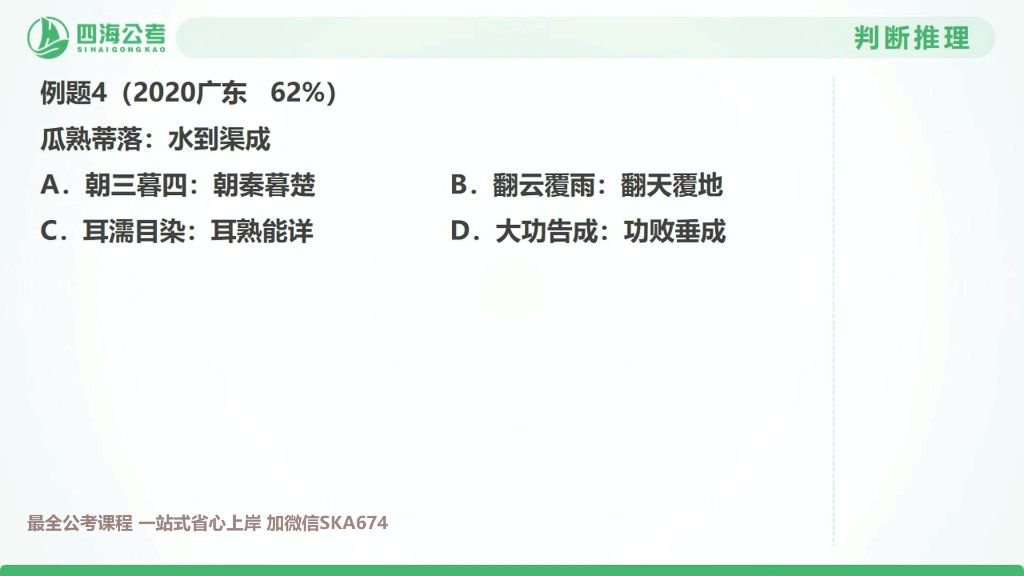 四海公考
SIHAIGONGKAO
判断推理
例题4（2020广东 62%）
瓜熟蒂落：水到渠成
A．朝三暮四：朝秦暮楚
B．翻云覆雨：翻天覆地
C．耳濡目染：耳熟能详
D．大功告成：功败垂成
最全公考课程 一站式省心上岸 加微信SKA674